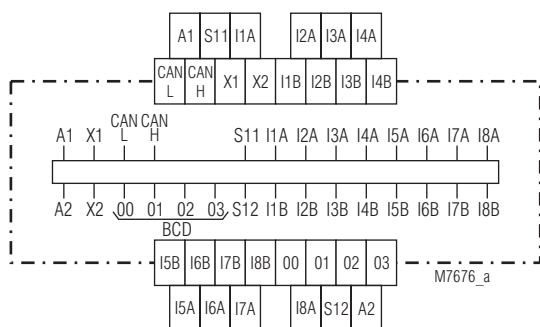 A1 S11 I1A I2A I3A I4A
CAN L CAN H X1 X2 I1B I2B I3B I4B
A1 X1 CAN L CAN H S11 I1A I2A I3A I4A I5A I6A I7A I8A
A2 X2 00 01 02 03 S12 I1B I2B I3B I4B I5B I6B I7B I8B
BCD
I5B I6B I7B I8B 00 01 02 03
M7676_a
I5A I6A I7A I8A S12 A2